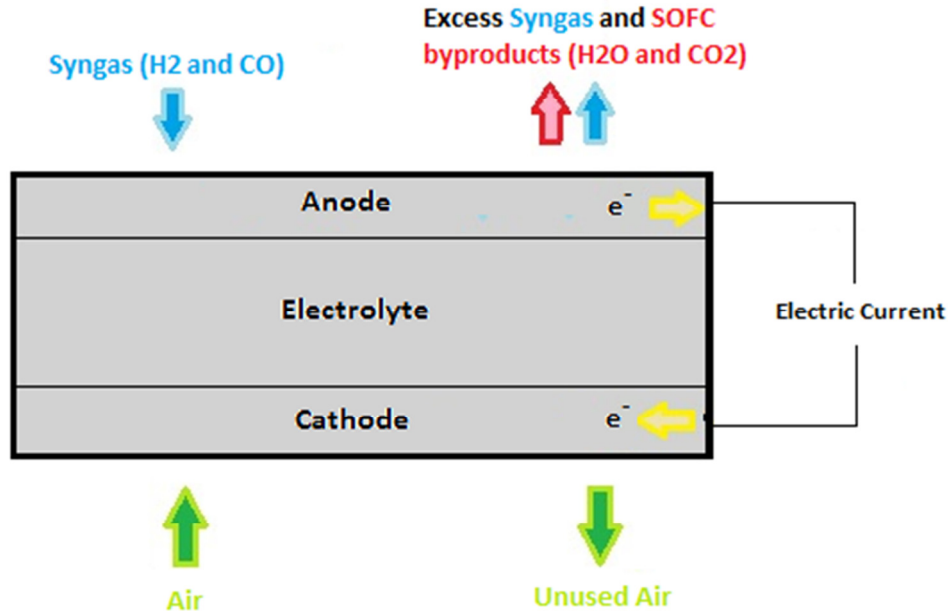 Excess Syngas and SOFC
byproducts (H2O and CO2)
Syngas (H2 and CO)
Anode
e-
Electrolyte
Electric Current
Cathode
e-
Air
Unused Air